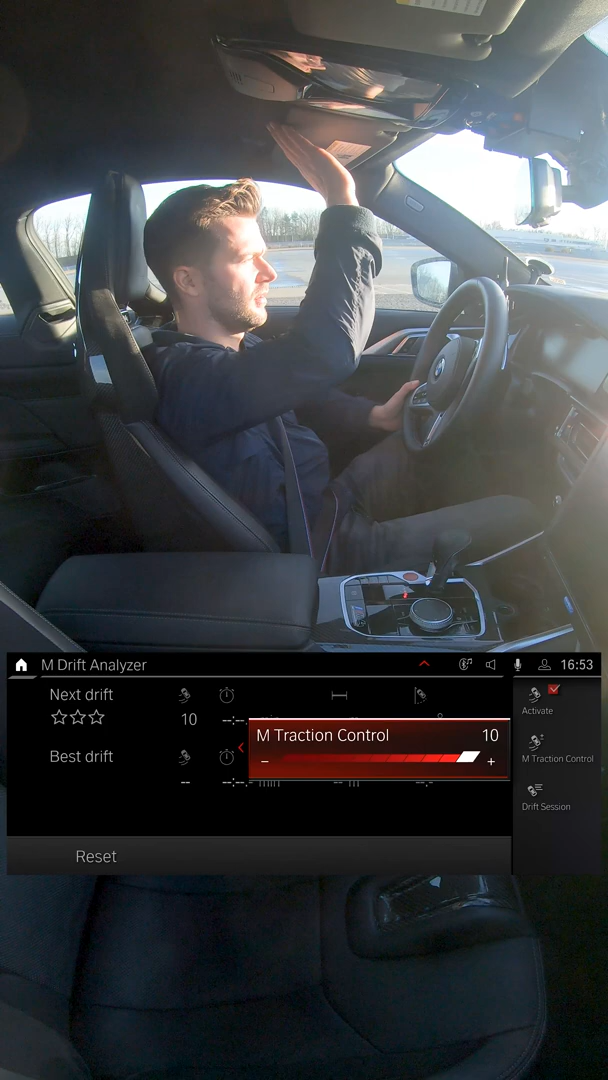 M Drift Analyzer
16:53
Next drift
10
--:--.-
--
Best drift
--
--:--.-
--.-
M Traction Control
10
−
+
Activate
M Traction Control
Drift Session
Reset